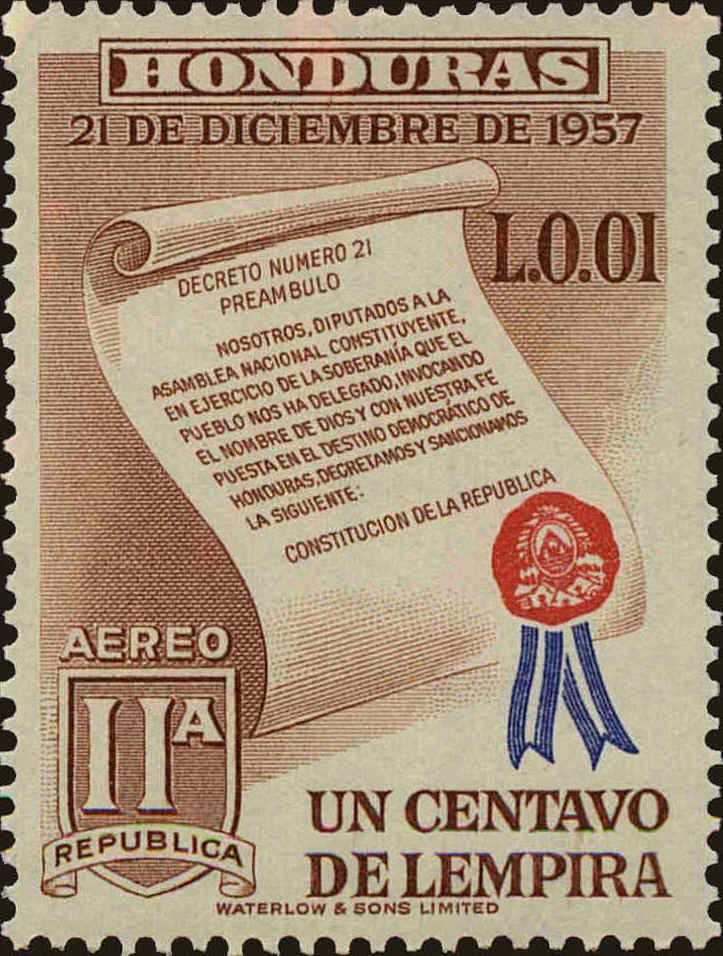 HONDURAS
21 DE DICIEMBRE DE 1957
L.0.01
DECRETO NUMERO 21
PREAMBULO
NOSOTROS, DIPUTADOS A LA
ASAMBLEA NACIONAL CONSTITUYENTE,
EN EJERCICIO DE LA SOBERANÍA QUE EL
PUEBLO NOS HA DELEGADO, INVOCANDO
EL NOMBRE DE DIOS Y CON NUESTRA FE
PUESTA EN EL DESTINO DEMOCRÁTICO DE
HONDURAS, DECRETAMOS Y SANCIONAMOS
LA SIGUIENTE:
CONSTITUCION DE LA REPUBLICA
AEREO
IIA
REPUBLICA
UN CENTAVO
DE LEMPIRA
WATERLOW & SONS LIMITED